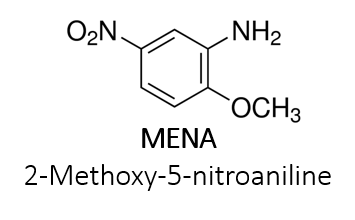 O₂N NH₂
OCH₃
MENA
2-Methoxy-5-nitroaniline